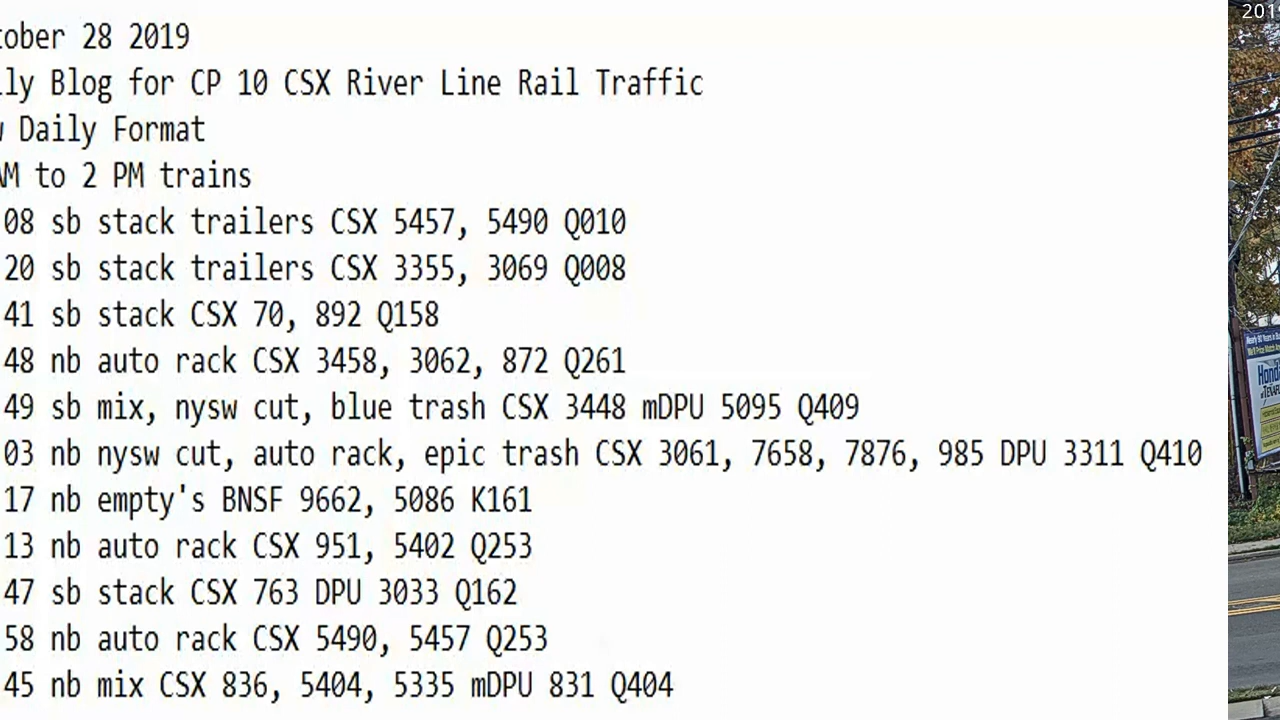 tober 28 2019
ly Blog for CP 10 CSX River Line Rail Traffic
Daily Format
AM to 2 PM trains
08 sb stack trailers CSX 5457, 5490 Q010
20 sb stack trailers CSX 3355, 3069 Q008
41 sb stack CSX 70, 892 Q158
48 nb auto rack CSX 3458, 3062, 872 Q261
49 sb mix, nysw cut, blue trash CSX 3448 mDPU 5095 Q409
03 nb nysw cut, auto rack, epic trash CSX 3061, 7658, 7876, 985 DPU 3311 Q410
17 nb empty's BNSF 9662, 5086 K161
13 nb auto rack CSX 951, 5402 Q253
47 sb stack CSX 763 DPU 3033 Q162
58 nb auto rack CSX 5490, 5457 Q253
45 nb mix CSX 836, 5404, 5335 mDPU 831 Q404
201